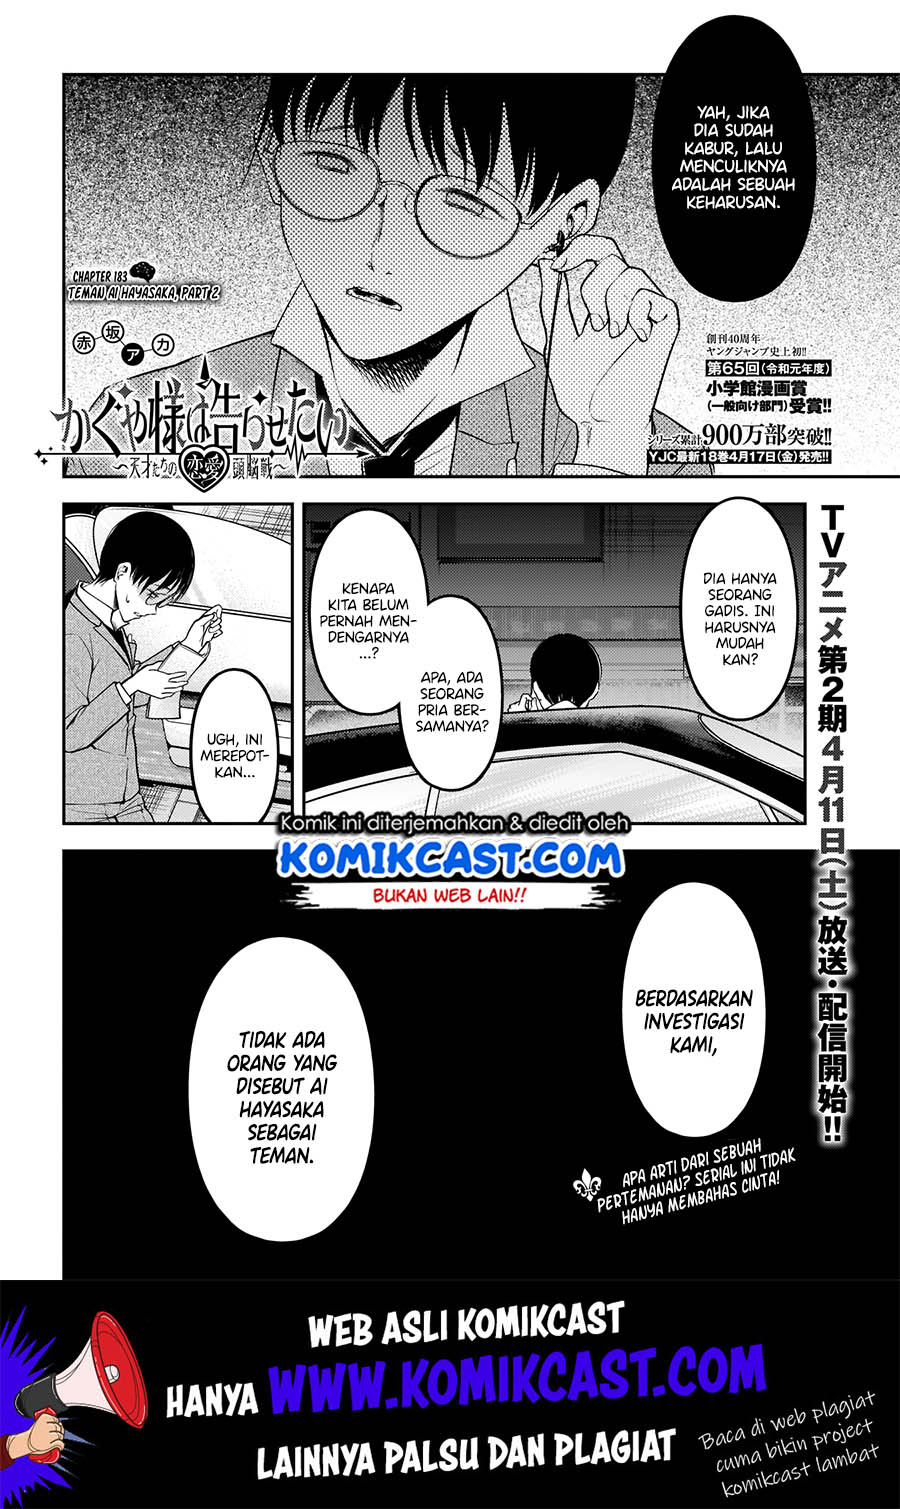 YAH, JIKA
DIA SUDAH
KABUR, LALU
MENCULIKNYA
ADALAH SEBUAH
KEHARUSAN.
CHAPTER 183
TEMAN AI HAYASAKA, PART 2
赤坂アカ
かぐや様は告らせたい
～天才たちの恋愛頭脳戦～
創刊40周年
ヤングジャンプ史上初!!
第65回(令和元年度)
小学館漫画賞
(一般向け部門)受賞!!
シリーズ累計900万部突破!!
YJC最新18巻4月17日(金)発売!!
TVアニメ第2期4月11日(土)放送・配信開始!!
DIA HANYA
SEORANG
GADIS. INI
HARUSNYA
MUDAH
KAN?
KENAPA
KITA BELUM
PERNAH MEN-
DENGARNYA
...?
APA, ADA
SEORANG
PRIA BER-
SAMANYA?
UGH, INI
MEREPOT-
KAN...
Komik ini diterjemahkan & diedit oleh
KOMIKCAST.COM
BUKAN WEB LAIN!!
BERDASARKAN
INVESTIGASI
KAMI,
TIDAK ADA
ORANG YANG
DISEBUT AI
HAYASAKA
SEBAGAI
TEMAN.
APA ARTI DARI SEBUAH
PERTEMANAN? SERIAL INI TIDAK
HANYA MEMBAHAS CINTA!
WEB ASLI KOMIKCAST
HANYA WWW.KOMIKCAST.COM
LAINNYA PALSU DAN PLAGIAT
Baca di web plagiat
cuma bikin project
komikcast lambat